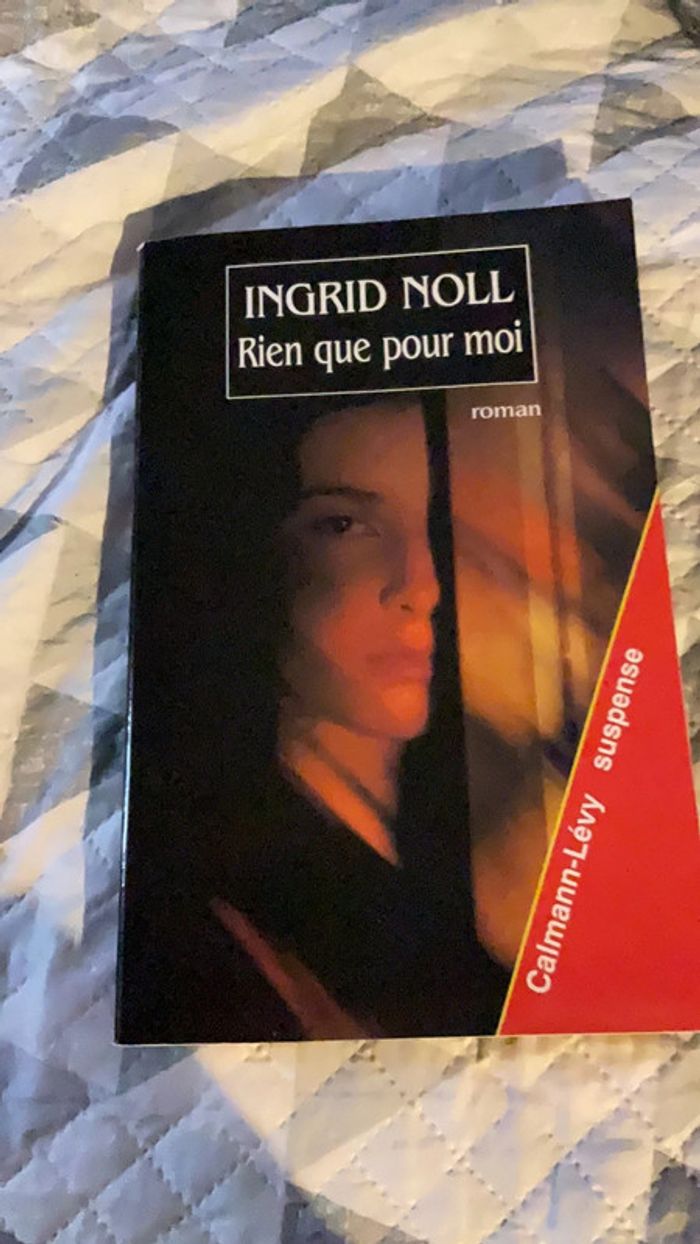 INGRID NOLL
Rien que pour moi
roman
Calmann-Lévy suspense